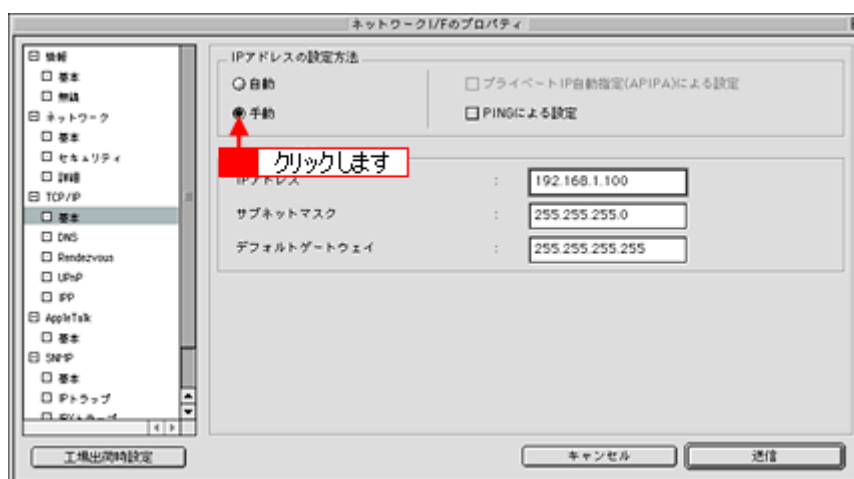 ネットワークI/Fのプロパティ
情報
基本
無線
ネットワーク
基本
セキュリティ
詳細
TCP/IP
基本
DNS
Rendezvous
UPnP
IPP
AppleTalk
基本
SNMP
基本
IPトラップ
IPXトラップ
工場出荷時設定
IPアドレスの設定方法
自動
プライベートIP自動指定(APIPA)による設定
手動
PINGによる設定
クリックします
IPアドレス : 192.168.1.100
サブネットマスク : 255.255.255.0
デフォルトゲートウェイ : 255.255.255.255
キャンセル
送信